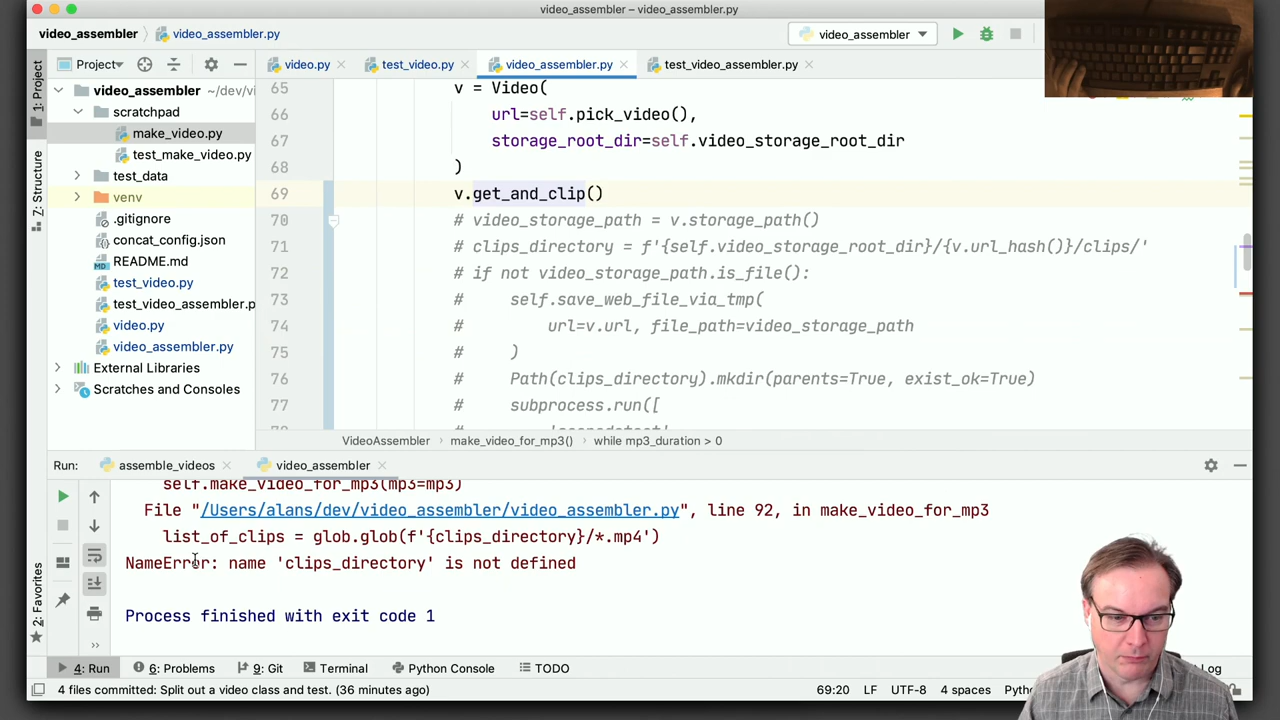 video_assembler – video_assembler.py
video_assembler
video_assembler.py
video_assembler
1: Project
Project
video.py
test_video.py
video_assembler.py
test_video_assembler.py
video_assembler ~/dev/vi
scratchpad
make_video.py
test_make_video.py
test_data
venv
.gitignore
concat_config.json
README.md
test_video.py
test_video_assembler.p
video.py
video_assembler.py
External Libraries
Scratches and Consoles
Z: Structure
65 v = Video(
66 url=self.pick_video(),
67 storage_root_dir=self.video_storage_root_dir
68 )
69 v.get_and_clip()
70 # video_storage_path = v.storage_path()
71 # clips_directory = f'{self.video_storage_root_dir}/{v.url_hash()}/clips/'
72 # if not video_storage_path.is_file():
73 # self.save_web_file_via_tmp(
74 # url=v.url, file_path=video_storage_path
75 # )
76 # Path(clips_directory).mkdir(parents=True, exist_ok=True)
77 # subprocess.run([
VideoAssembler
make_video_for_mp3()
while mp3_duration > 0
Run:
assemble_videos
video_assembler
self.make_video_for_mp3(mp3=mp3)
File "/Users/alans/dev/video_assembler/video_assembler.py", line 92, in make_video_for_mp3
list_of_clips = glob.glob(f'{clips_directory}/*.mp4')
NameError: name 'clips_directory' is not defined
Process finished with exit code 1
2: Favorites
4: Run
6: Problems
9: Git
Terminal
Python Console
TODO
Log
4 files committed: Split out a video class and test. (36 minutes ago)
69:20
LF
UTF-8
4 spaces
Pytho